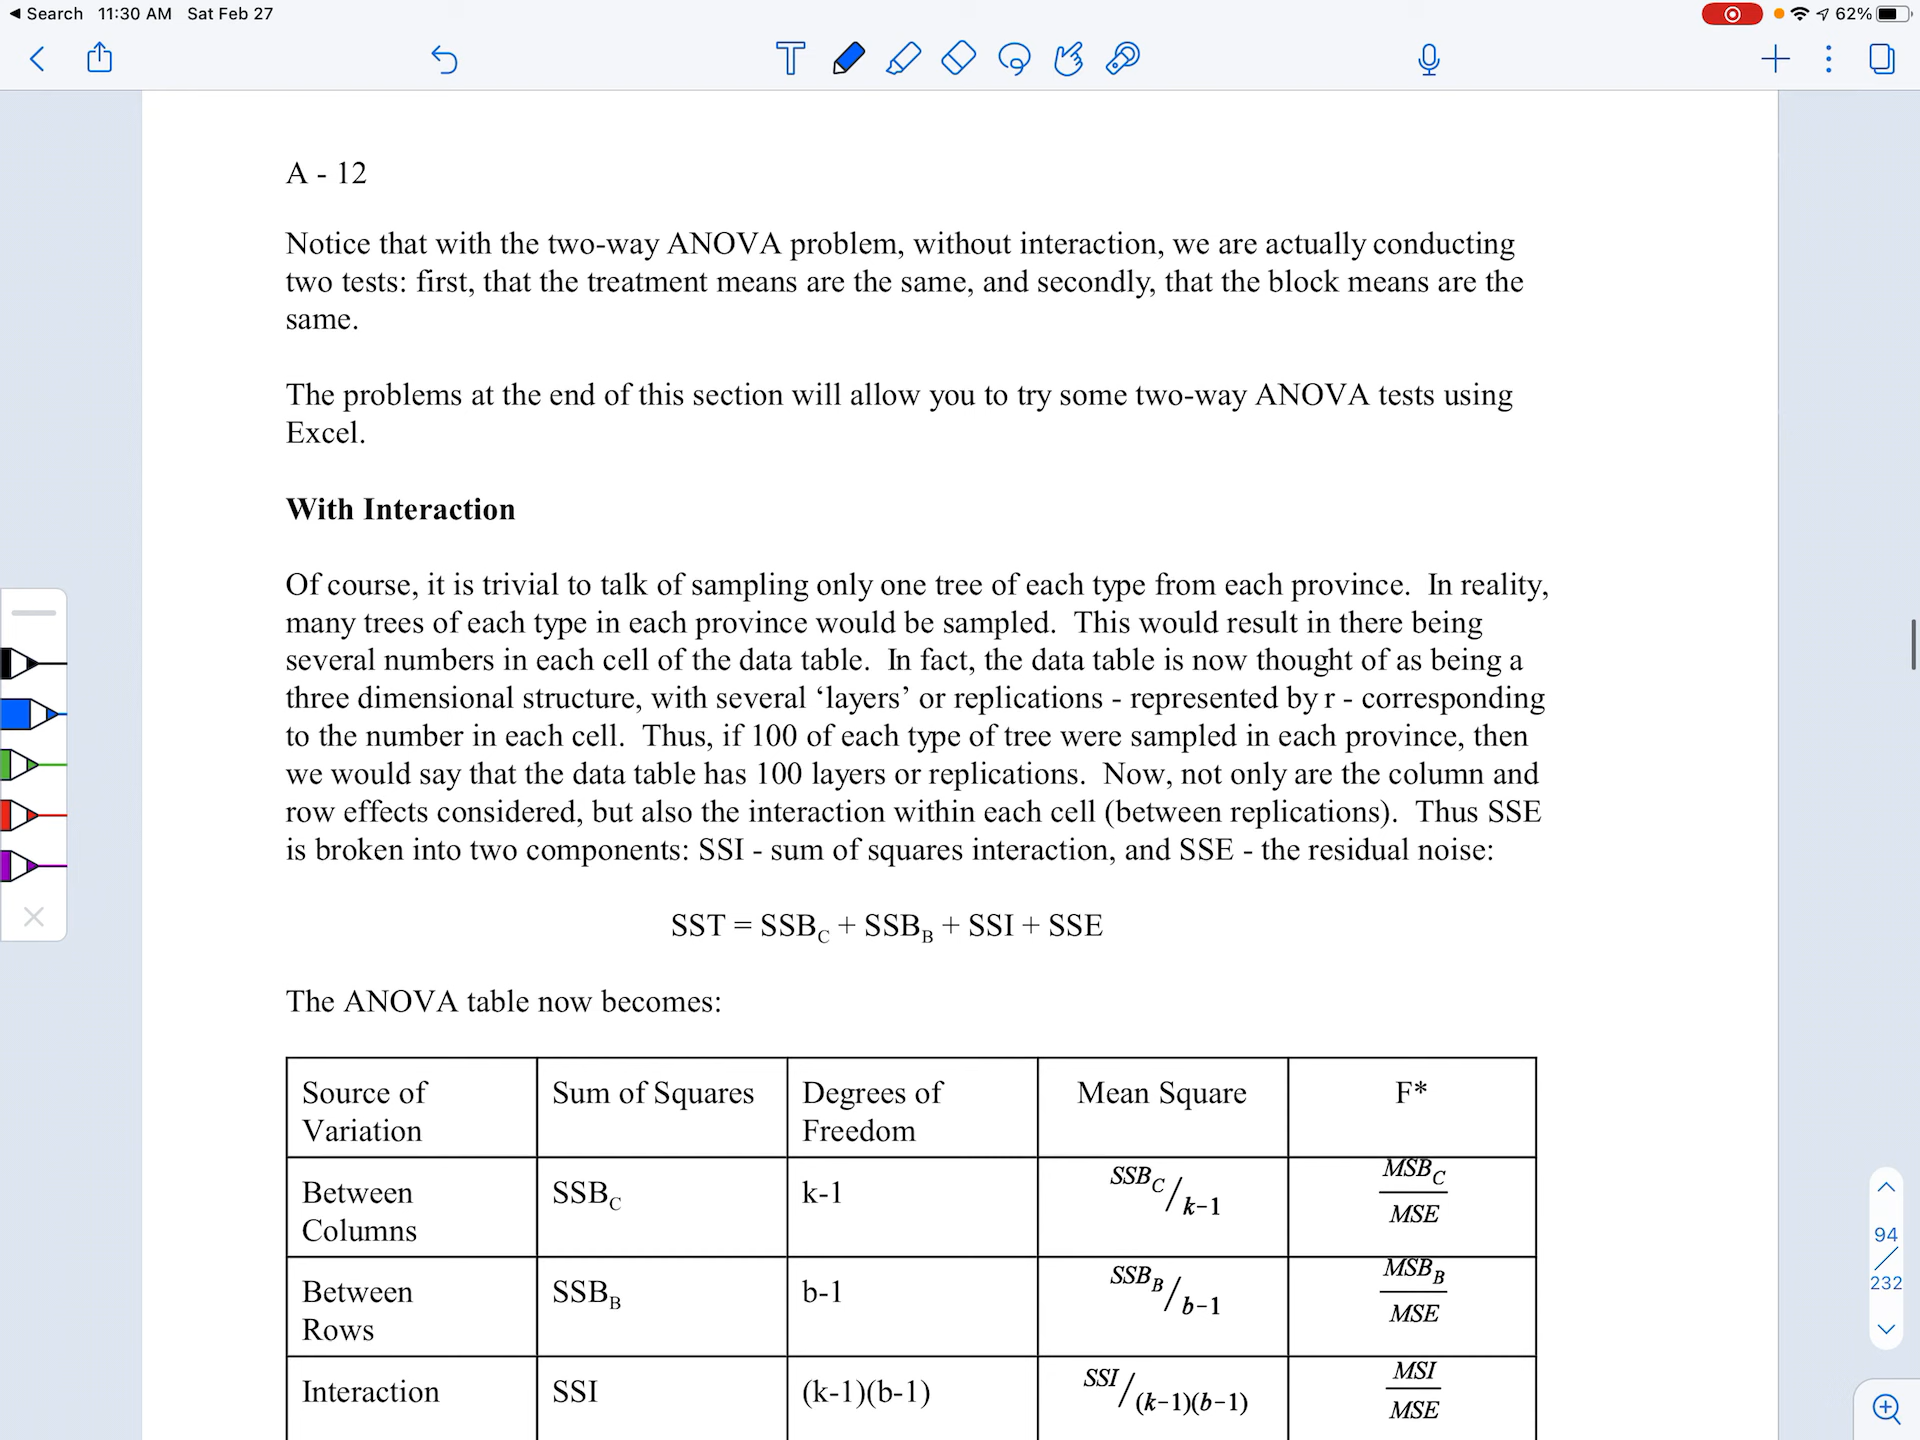 ◀ Search 11:30 AM Sat Feb 27
62%
T
A - 12
Notice that with the two-way ANOVA problem, without interaction, we are actually conducting
two tests: first, that the treatment means are the same, and secondly, that the block means are the
same.
The problems at the end of this section will allow you to try some two-way ANOVA tests using
Excel.
With Interaction
Of course, it is trivial to talk of sampling only one tree of each type from each province. In reality,
many trees of each type in each province would be sampled. This would result in there being
several numbers in each cell of the data table. In fact, the data table is now thought of as being a
three dimensional structure, with several ‘layers’ or replications - represented by r - corresponding
to the number in each cell. Thus, if 100 of each type of tree were sampled in each province, then
we would say that the data table has 100 layers or replications. Now, not only are the column and
row effects considered, but also the interaction within each cell (between replications). Thus SSE
is broken into two components: SSI - sum of squares interaction, and SSE - the residual noise:
SST = SSB_C + SSB_B + SSI + SSE
The ANOVA table now becomes:
Source of Variation
Sum of Squares
Degrees of Freedom
Mean Square
F*
Between Columns
SSB_C
k-1
SSB_C/k-1
MSB_C
MSE
Between Rows
SSB_B
b-1
SSB_B/b-1
MSB_B
MSE
Interaction
SSI
(k-1)(b-1)
SSI/(k-1)(b-1)
MSI
MSE
94
/
232